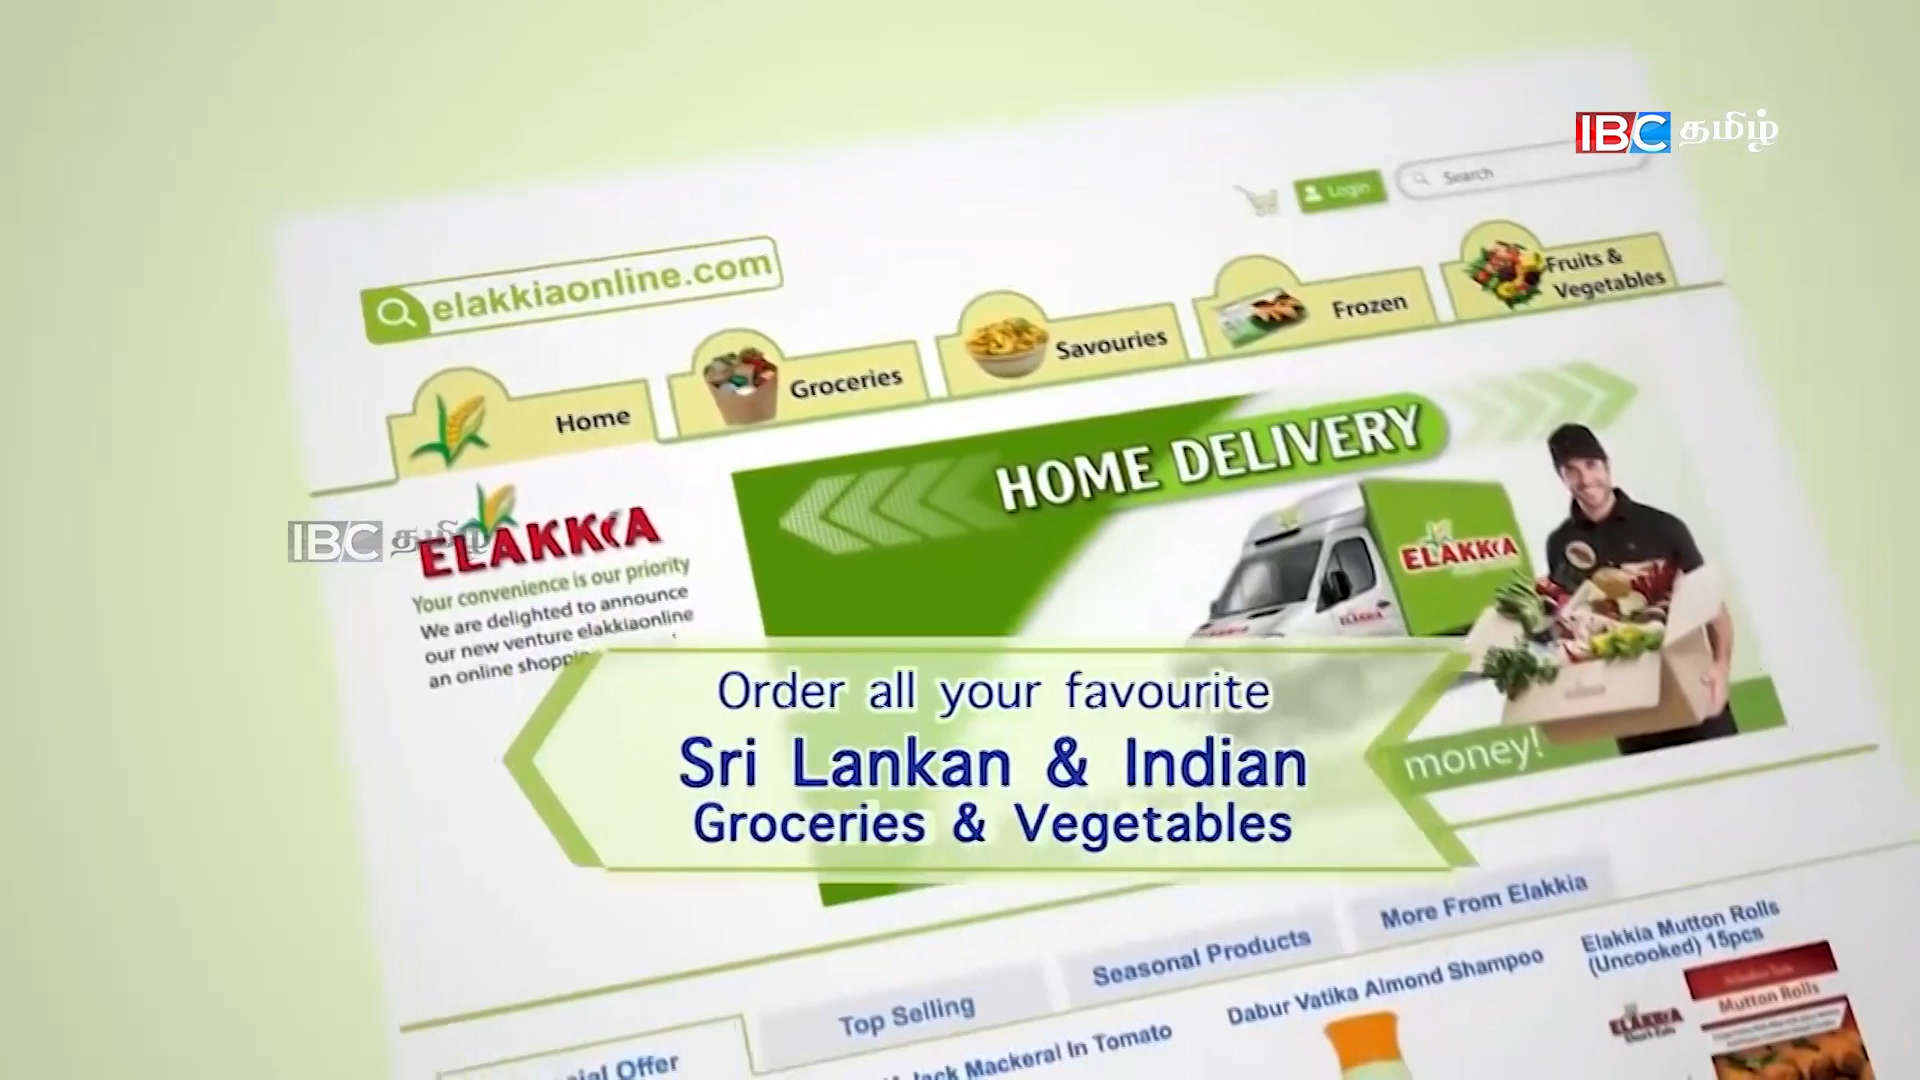 IBC தமிழ்
Login
Search
elakkiaonline.com
Home
Groceries
Savouries
Frozen
Fruits &
Vegetables
HOME DELIVERY
IBC தமிழ்
ELAKKIA
Your convenience is our priority
We are delighted to announce
our new venture elakkiaonline
an online shopping
ELAKKIA
ELAKKIA
money!
Order all your favourite
Sri Lankan & Indian
Groceries & Vegetables
Special Offer
Top Selling
Seasonal Products
More From Elakkia
Jack Mackeral In Tomato
Dabur Vatika Almond Shampoo
Elakkia Mutton Rolls
(Uncooked) 15pcs
ELAKKIA
Mutton Rolls